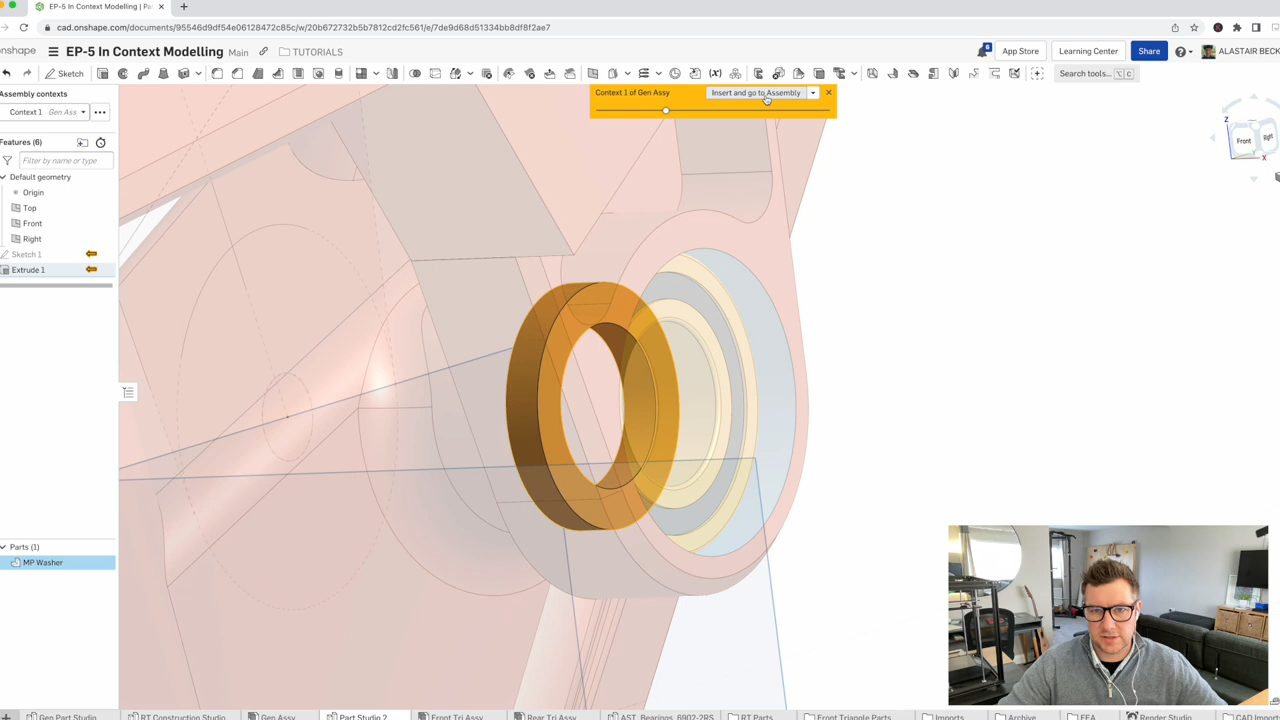 EP-5 In Context Modelling | Pa
cad.onshape.com/documents/95546d9df54e06128472c85c/w/20b672732b5b7812cd2fc561/e/7de9d68d51334bb8df8f2ae7
onshape
EP-5 In Context Modelling
Main
TUTORIALS
6
App Store
Learning Center
Share
ALASTAIR BECK
Sketch
(x)
Search tools...
⌥ C
Assembly contexts
Context 1
Gen Ass
Features (6)
Filter by name or type
Default geometry
Origin
Top
Front
Right
Sketch 1
Extrude 1
Parts (1)
MP Washer
Context 1 of Gen Assy
Insert and go to Assembly
Z
Front
Right
X
Gen Part Studio
RT Construction Studio
Gen Assy
Part Studio 2
Front Tri Assy
Rear Tri Assy
AST_Bearings_6902-2RS
RT Parts
Front Triangle Parts
Imports
Archive
FEA
Render Studio
CAD Import